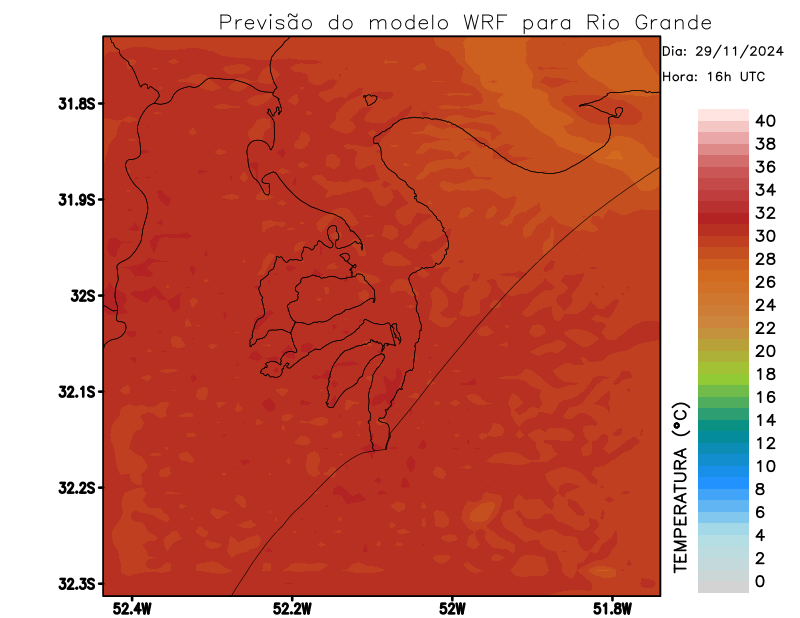 Previsão do modelo WRF para Rio Grande
Dia: 29/11/2024
Hora: 16h UTC
31.8S
31.9S
32S
32.1S
32.2S
32.3S
52.4W
52.2W
52W
51.8W
TEMPERATURA (°C)
40
38
36
34
32
30
28
26
24
22
20
18
16
14
12
10
8
6
4
2
0